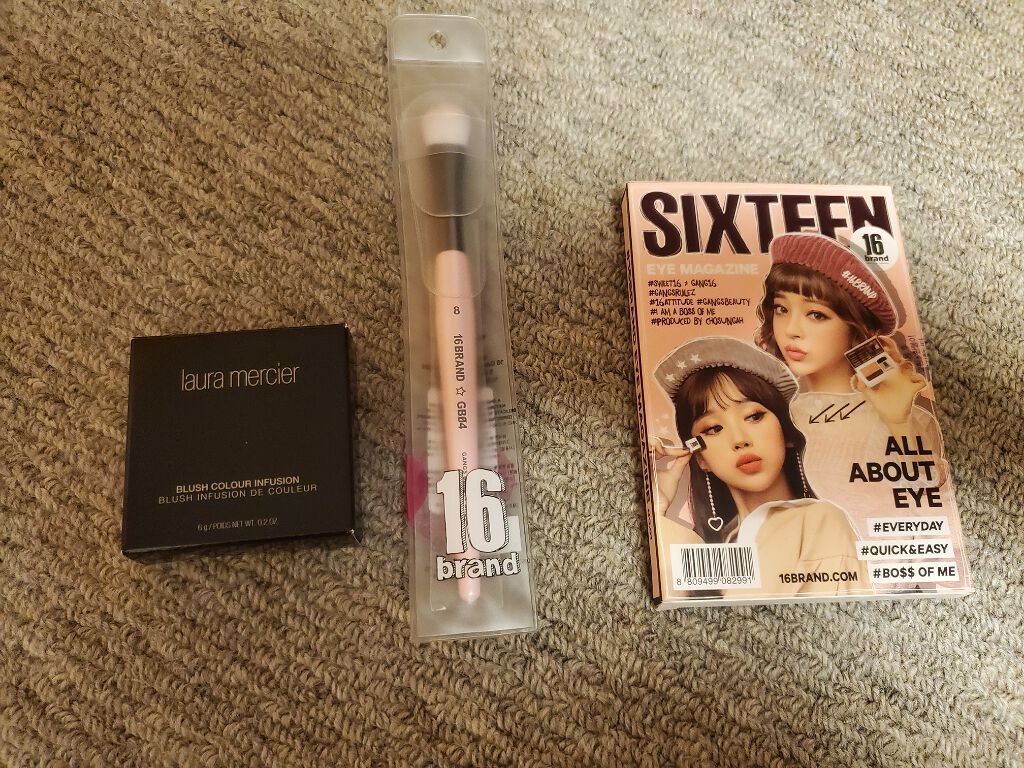 laura mercier
BLUSH COLOUR INFUSION
BLUSH INFUSION DE COULEUR
6 g / POIDS NET WT. 0.2 OZ.
8
16BRAND ☆ GB04
16
brand
SIXTEEN
16
brand
EYE MAGAZINE
#SWEET16 x GANG16
#GANGSRULEZ
#16ATTITUDE #GANGSBEAUTY
#I AM A BOSS OF ME
#PRODUCED BY CHOSUNGAH
#16BRAND
ALL
ABOUT
EYE
#EVERYDAY
#QUICK&EASY
#BO$$ OF ME
8 809499 082991
16BRAND.COM